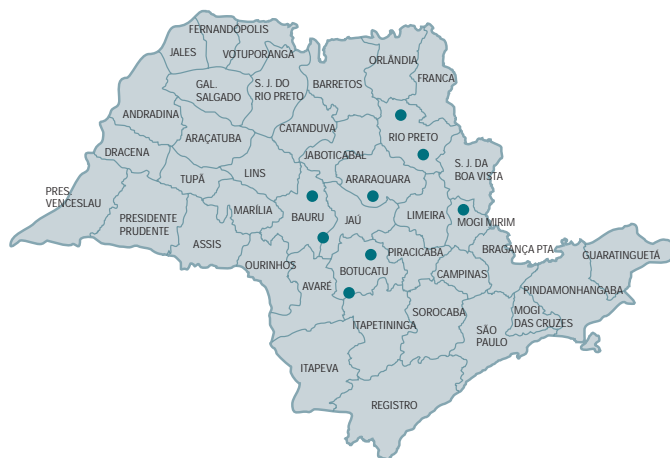 FERNANDÓPOLIS
JALES
VOTUPORANGA
ORLÂNDIA
FRANCA
GAL.
SALGADO
S. J. DO
RIO PRETO
BARRETOS
ANDRADINA
CATANDUVA
RIO PRETO
ARAÇATUBA
DRACENA
JABOTICABAL
S. J. DA
BOA VISTA
TUPÃ
LINS
ARARAQUARA
PRES.
VENCESLAU
PRESIDENTE
PRUDENTE
MARÍLIA
BAURU
JAÚ
LIMEIRA
MOGI MIRIM
ASSIS
OURINHOS
PIRACICABA
BRAGANÇA PTA.
GUARATINGUETÁ
BOTUCATU
CAMPINAS
AVARÉ
PINDAMONHANGABA
ITAPETININGA
SOROCABA
MOGI
DAS CRUZES
SÃO
PAULO
ITAPEVA
REGISTRO